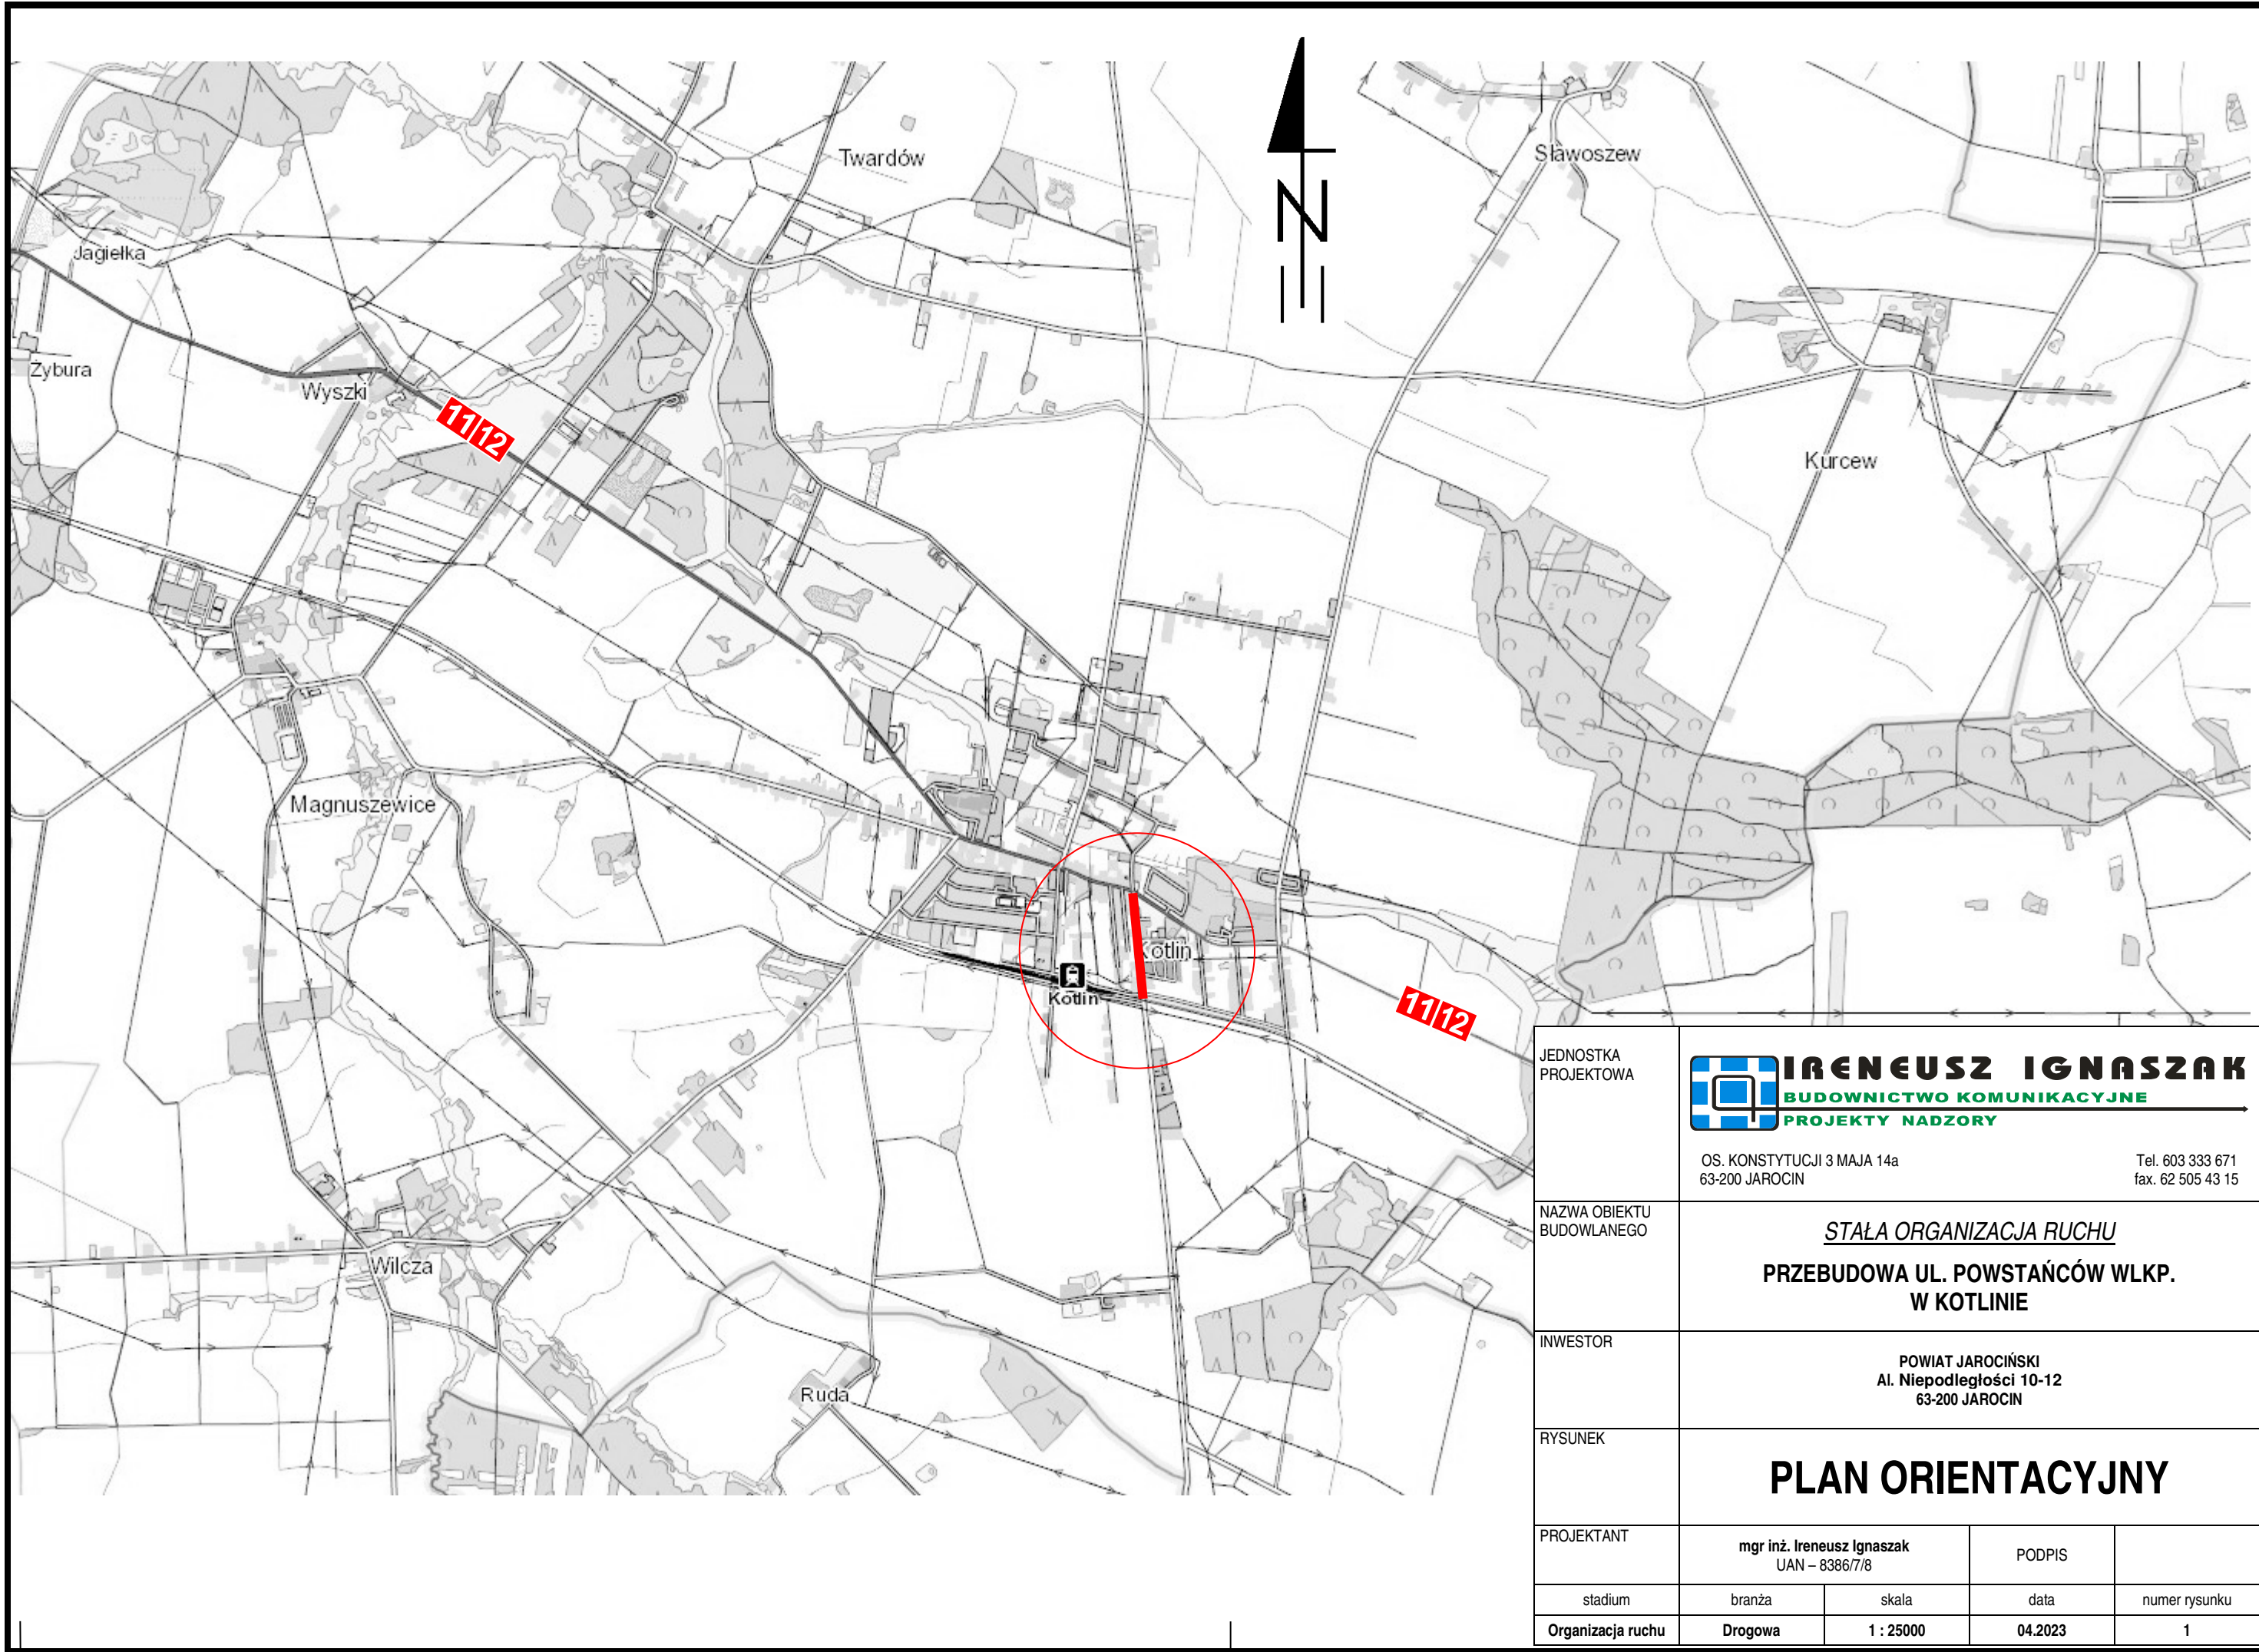 Twardów
Sławoszew
N
Jagiełka
Żybura
Wyszki
11/12
Kurcew
Magnuszewice
Kotlin
Kotlin
11/12
Wilcza
Ruda
JEDNOSTKA
PROJEKTOWA
IRENEUSZ IGNASZAK
BUDOWNICTWO KOMUNIKACYJNE
PROJEKTY NADZORY
OS. KONSTYTUCJI 3 MAJA 14a
63-200 JAROCIN
Tel. 603 333 671
fax. 62 505 43 15
NAZWA OBIEKTU
BUDOWLANEGO
STAŁA ORGANIZACJA RUCHU
PRZEBUDOWA UL. POWSTAŃCÓW WLKP.
W KOTLINIE
INWESTOR
POWIAT JAROCIŃSKI
Al. Niepodległości 10-12
63-200 JAROCIN
RYSUNEK
PLAN ORIENTACYJNY
PROJEKTANT
mgr inż. Ireneusz Ignaszak
UAN – 8386/7/8
PODPIS
stadium branża skala data numer rysunku
Organizacja ruchu Drogowa 1 : 25000 04.2023 1